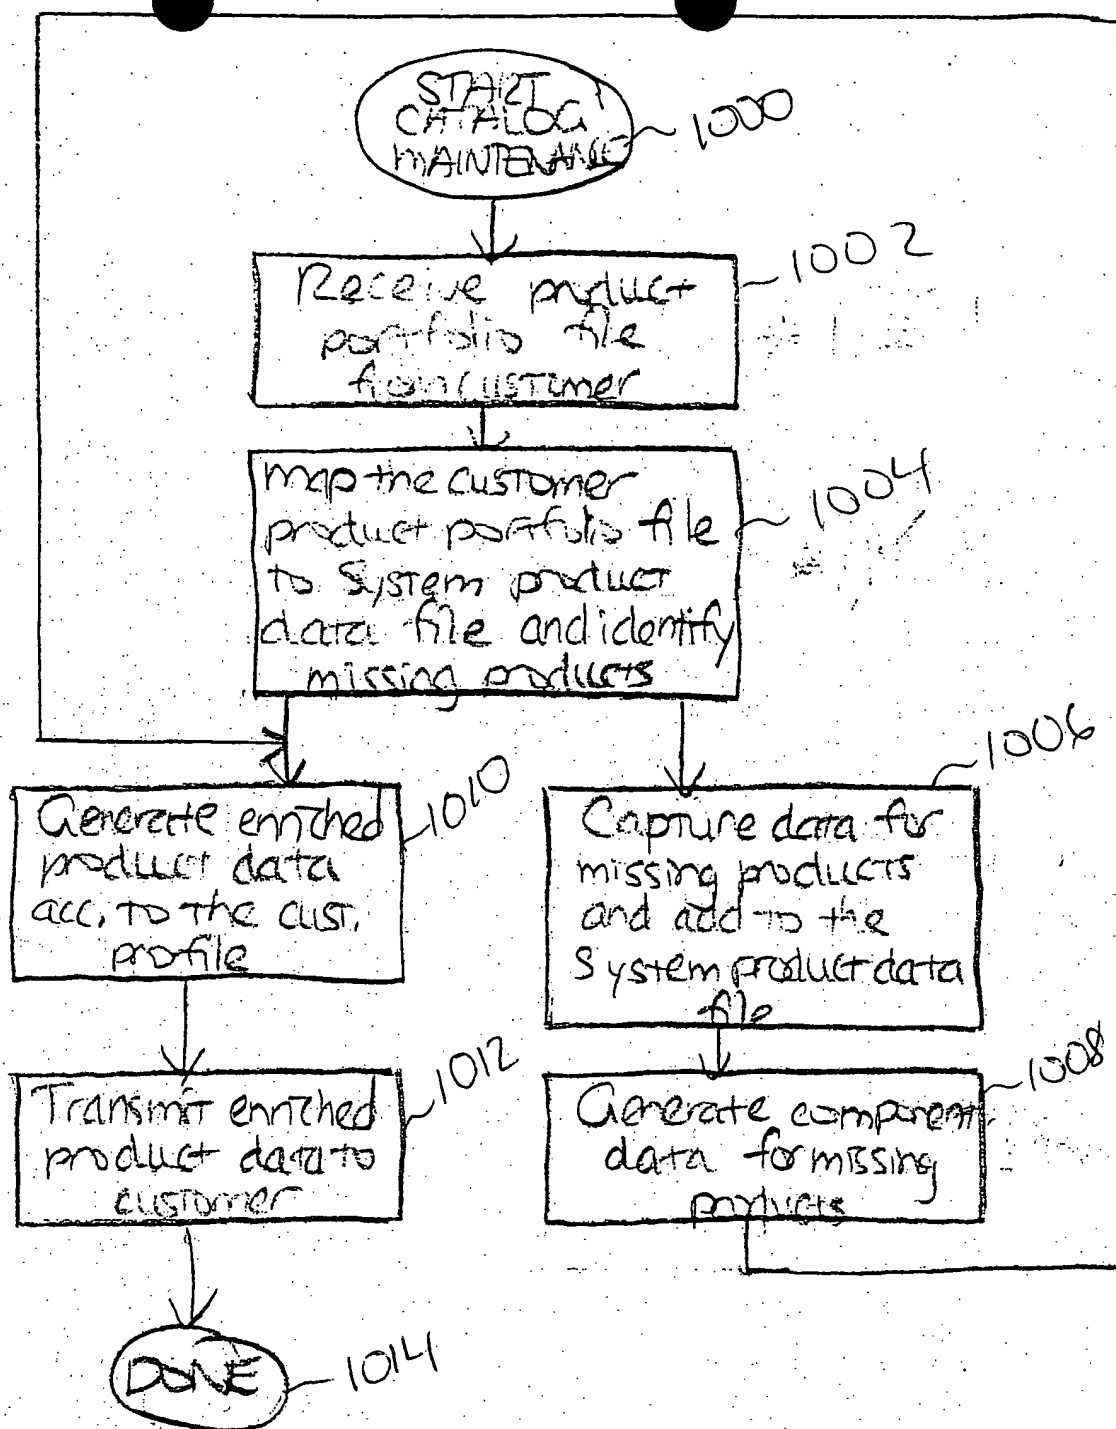 START
CATALOG
MAINTENANCE
1000
Receive product
portfolio file
from customer
1002
map the customer
product portfolio file
to System product
data file and identify
missing products
1004
Generate enriched
product data
acc. to the cust.
profile
1010
Capture data for
missing products
and add to the
System product data
file
1006
Transmit enriched
product data to
customer
1012
Generate component
data for missing
products
1008
DONE
1014